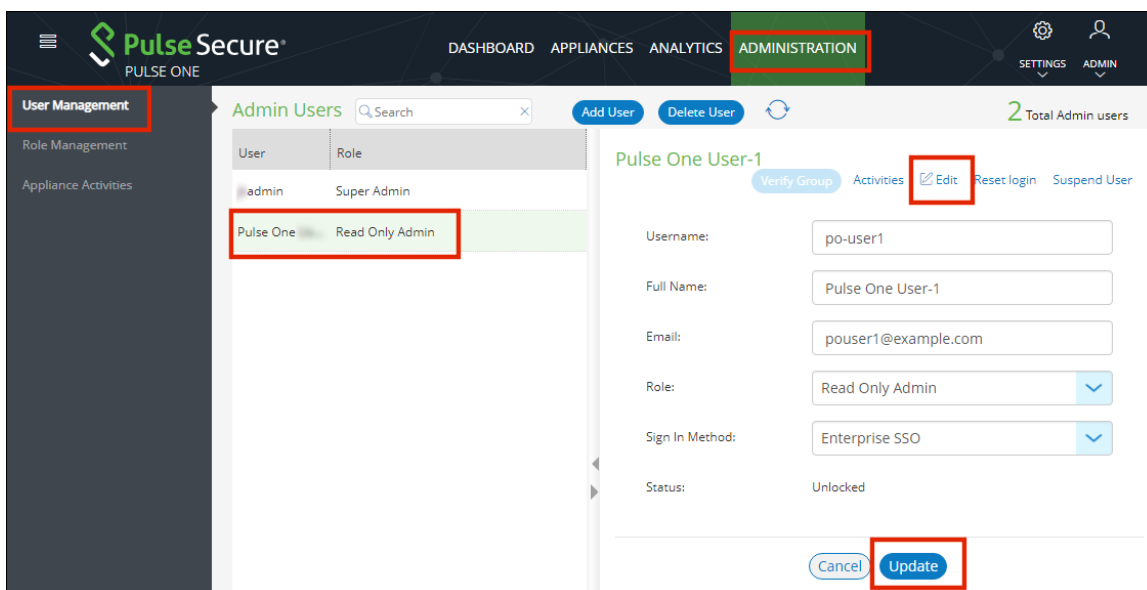 Pulse Secure®
PULSE ONE
DASHBOARD APPLIANCES ANALYTICS ADMINISTRATION
SETTINGS ADMIN
User Management
Role Management
Appliance Activities
Admin Users Search × Add User Delete User 2 Total Admin users
User Role
admin Super Admin
Pulse One Read Only Admin
Pulse One User-1
Verify Group Activities Edit Reset login Suspend User
Username: po-user1
Full Name: Pulse One User-1
Email: pouser1@example.com
Role: Read Only Admin
Sign In Method: Enterprise SSO
Status: Unlocked
Cancel Update